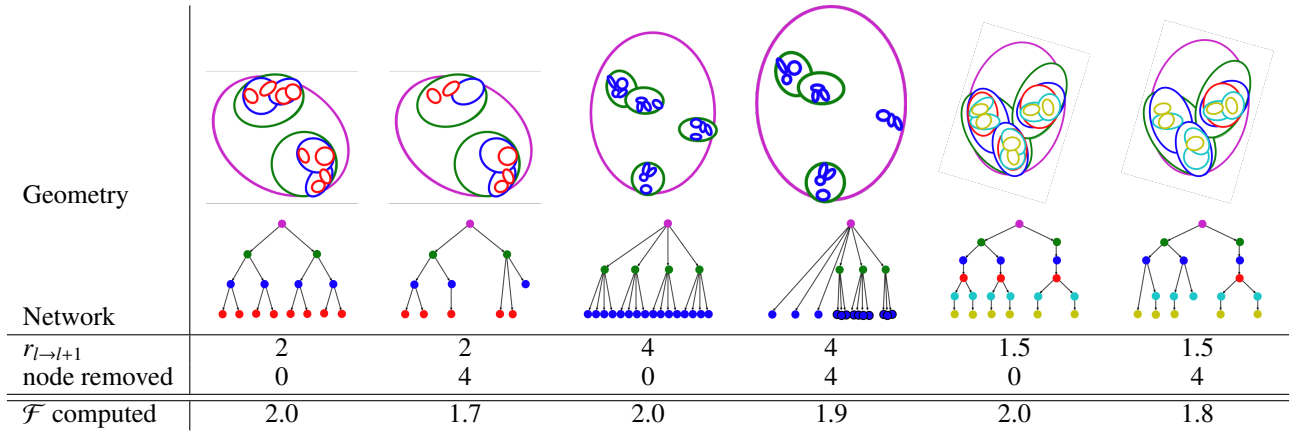 Geometry
Network
r_{l→l+1} 2 2 4 4 1.5 1.5
node removed 0 4 0 4 0 4
ℱ computed 2.0 1.7 2.0 1.9 2.0 1.8